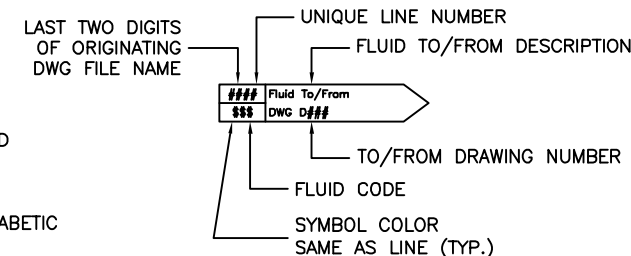 LAST TWO DIGITS
OF ORIGINATING
DWG FILE NAME
UNIQUE LINE NUMBER
FLUID TO/FROM DESCRIPTION
####
Fluid To/From
$$$
DWG D###
TO/FROM DRAWING NUMBER
FLUID CODE
SYMBOL COLOR
SAME AS LINE (TYP.)
D
ABETIC